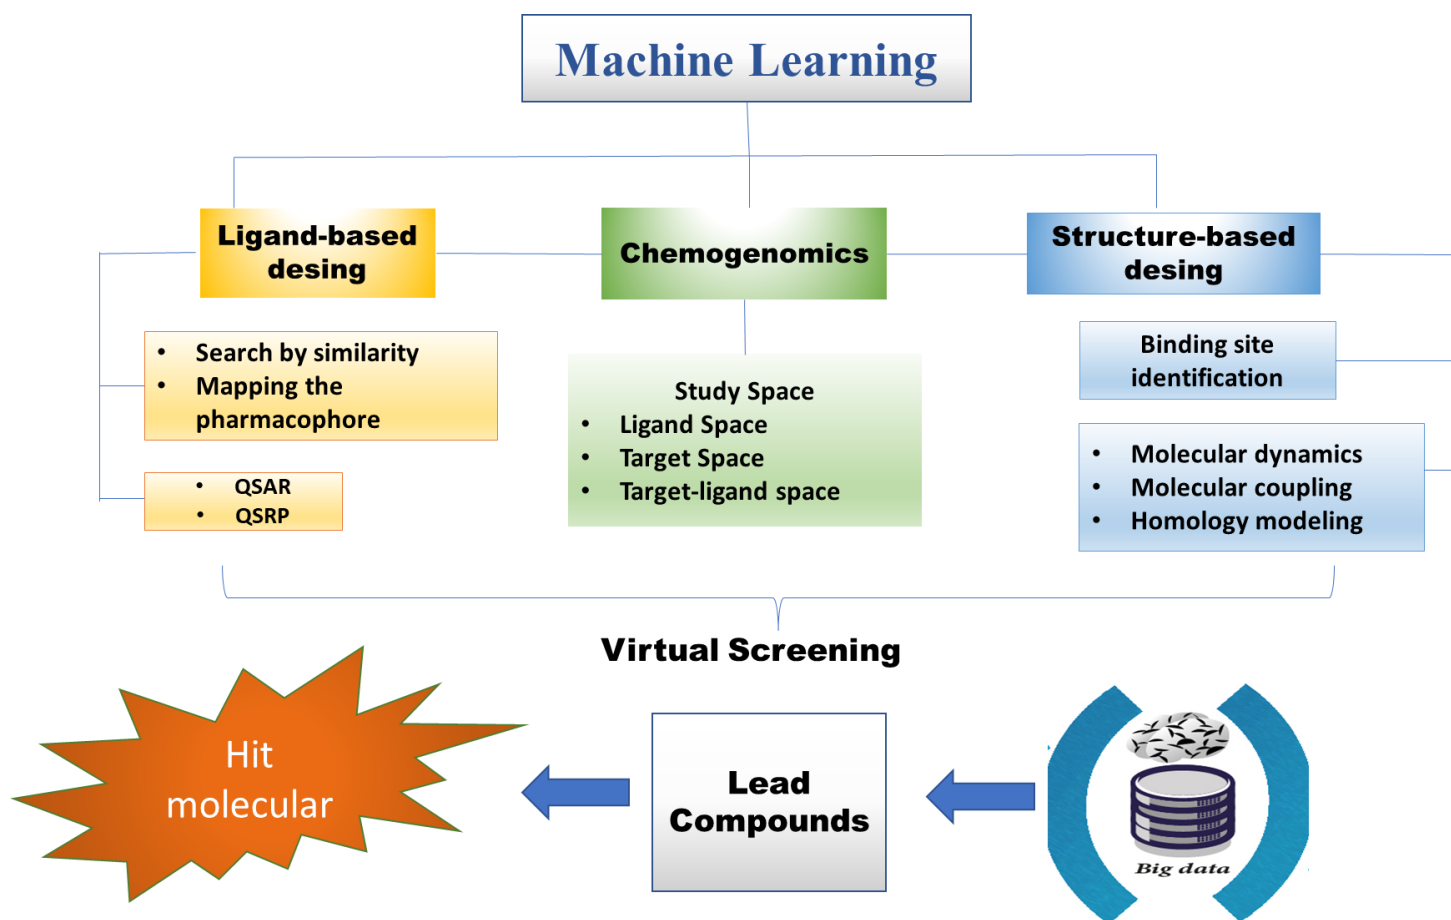 Machine Learning
Ligand-based
desing
Chemogenomics
Structure-based
desing
• Search by similarity
• Mapping the
pharmacophore
• QSAR
• QSRP
Study Space
• Ligand Space
• Target Space
• Target-ligand space
Binding site
identification
• Molecular dynamics
• Molecular coupling
• Homology modeling
Virtual Screening
Hit
molecular
Lead
Compounds
Big data